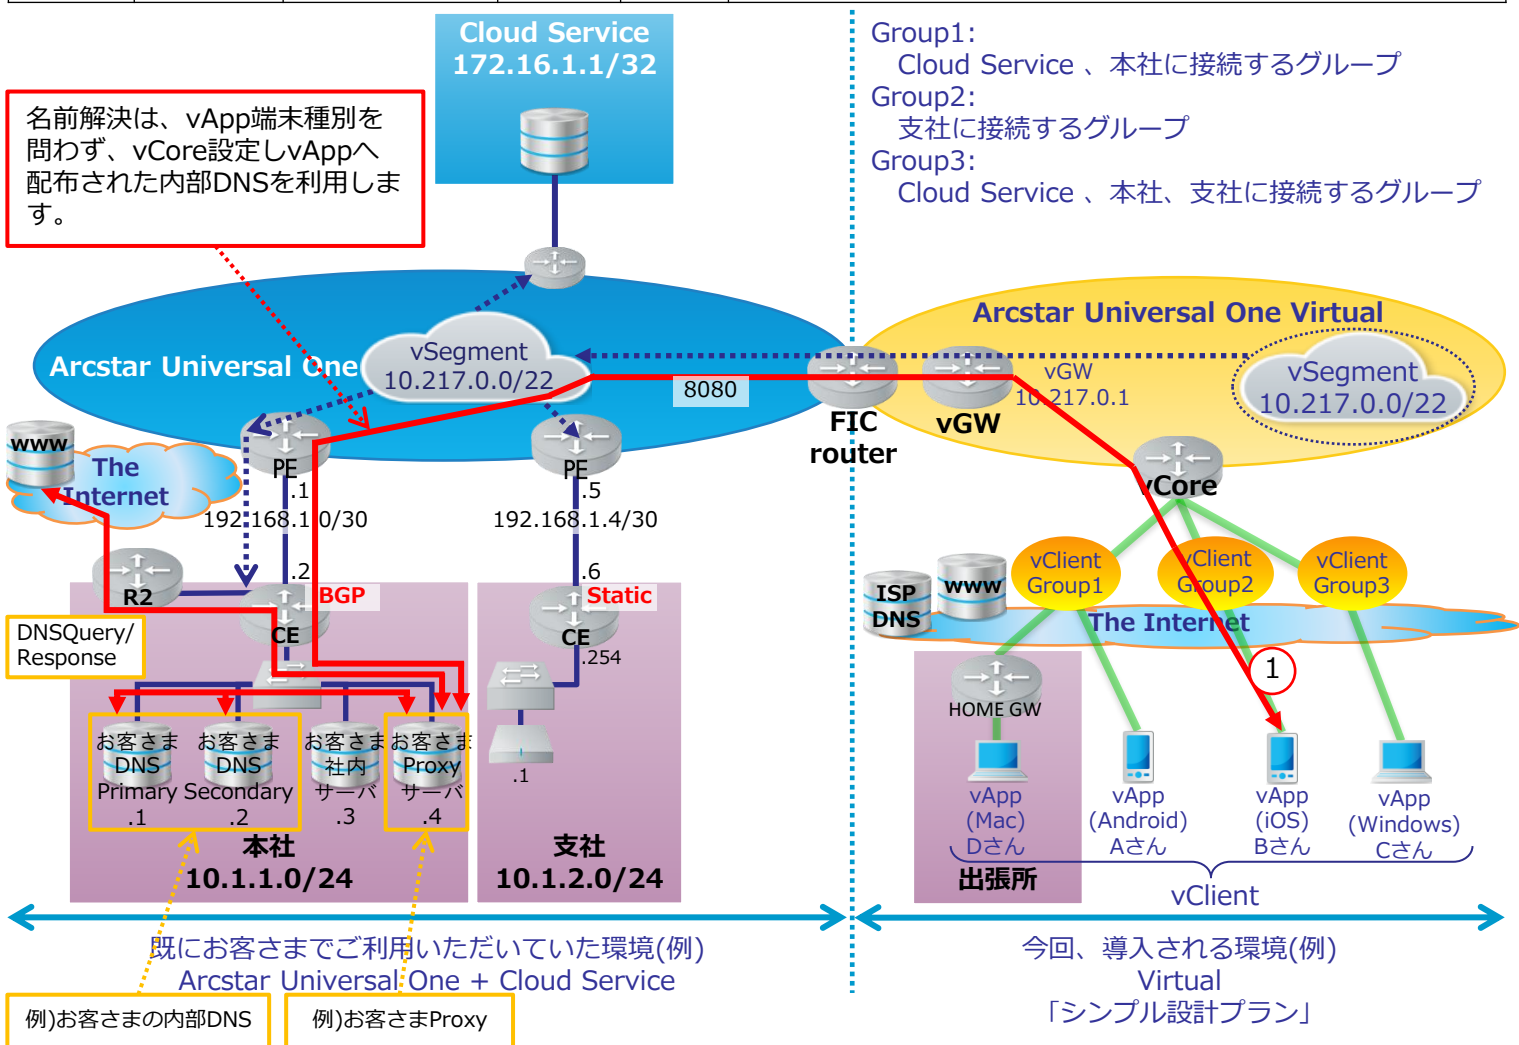 Cloud Service
172.16.1.1/32
Group1:
Cloud Service 、本社に接続するグループ
Group2:
支社に接続するグループ
Group3:
Cloud Service 、本社、支社に接続するグループ
名前解決は、vApp端末種別を
問わず、vCore設定しvAppへ
配布された内部DNSを利用しま
す。
Arcstar Universal One
vSegment
10.217.0.0/22
8080
Arcstar Universal One Virtual
vGW
10.217.0.1
vSegment
10.217.0.0/22
FIC
router
vGW
vCore
www
The
Internet
PE
.1
192.168.1.0/30
.2
PE
.5
192.168.1.4/30
.6
R2
BGP
CE
Static
CE
.254
DNSQuery/
Response
お客さま
DNS
Primary
.1
お客さま
DNS
Secondary
.2
お客さま
社内
サーバ
.3
お客さま
Proxy
サーバ
.4
.1
本社
10.1.1.0/24
支社
10.1.2.0/24
vClient
Group1
vClient
Group2
vClient
Group3
ISP
DNS
www
The Internet
1
HOME GW
vApp
(Mac)
Dさん
vApp
(Android)
Aさん
vApp
(iOS)
Bさん
vApp
(Windows)
Cさん
出張所
vClient
既にお客さまでご利用いただいていた環境(例)
Arcstar Universal One + Cloud Service
今回、導入される環境(例)
Virtual
「シンプル設計プラン」
例)お客さまの内部DNS
例)お客さまProxy